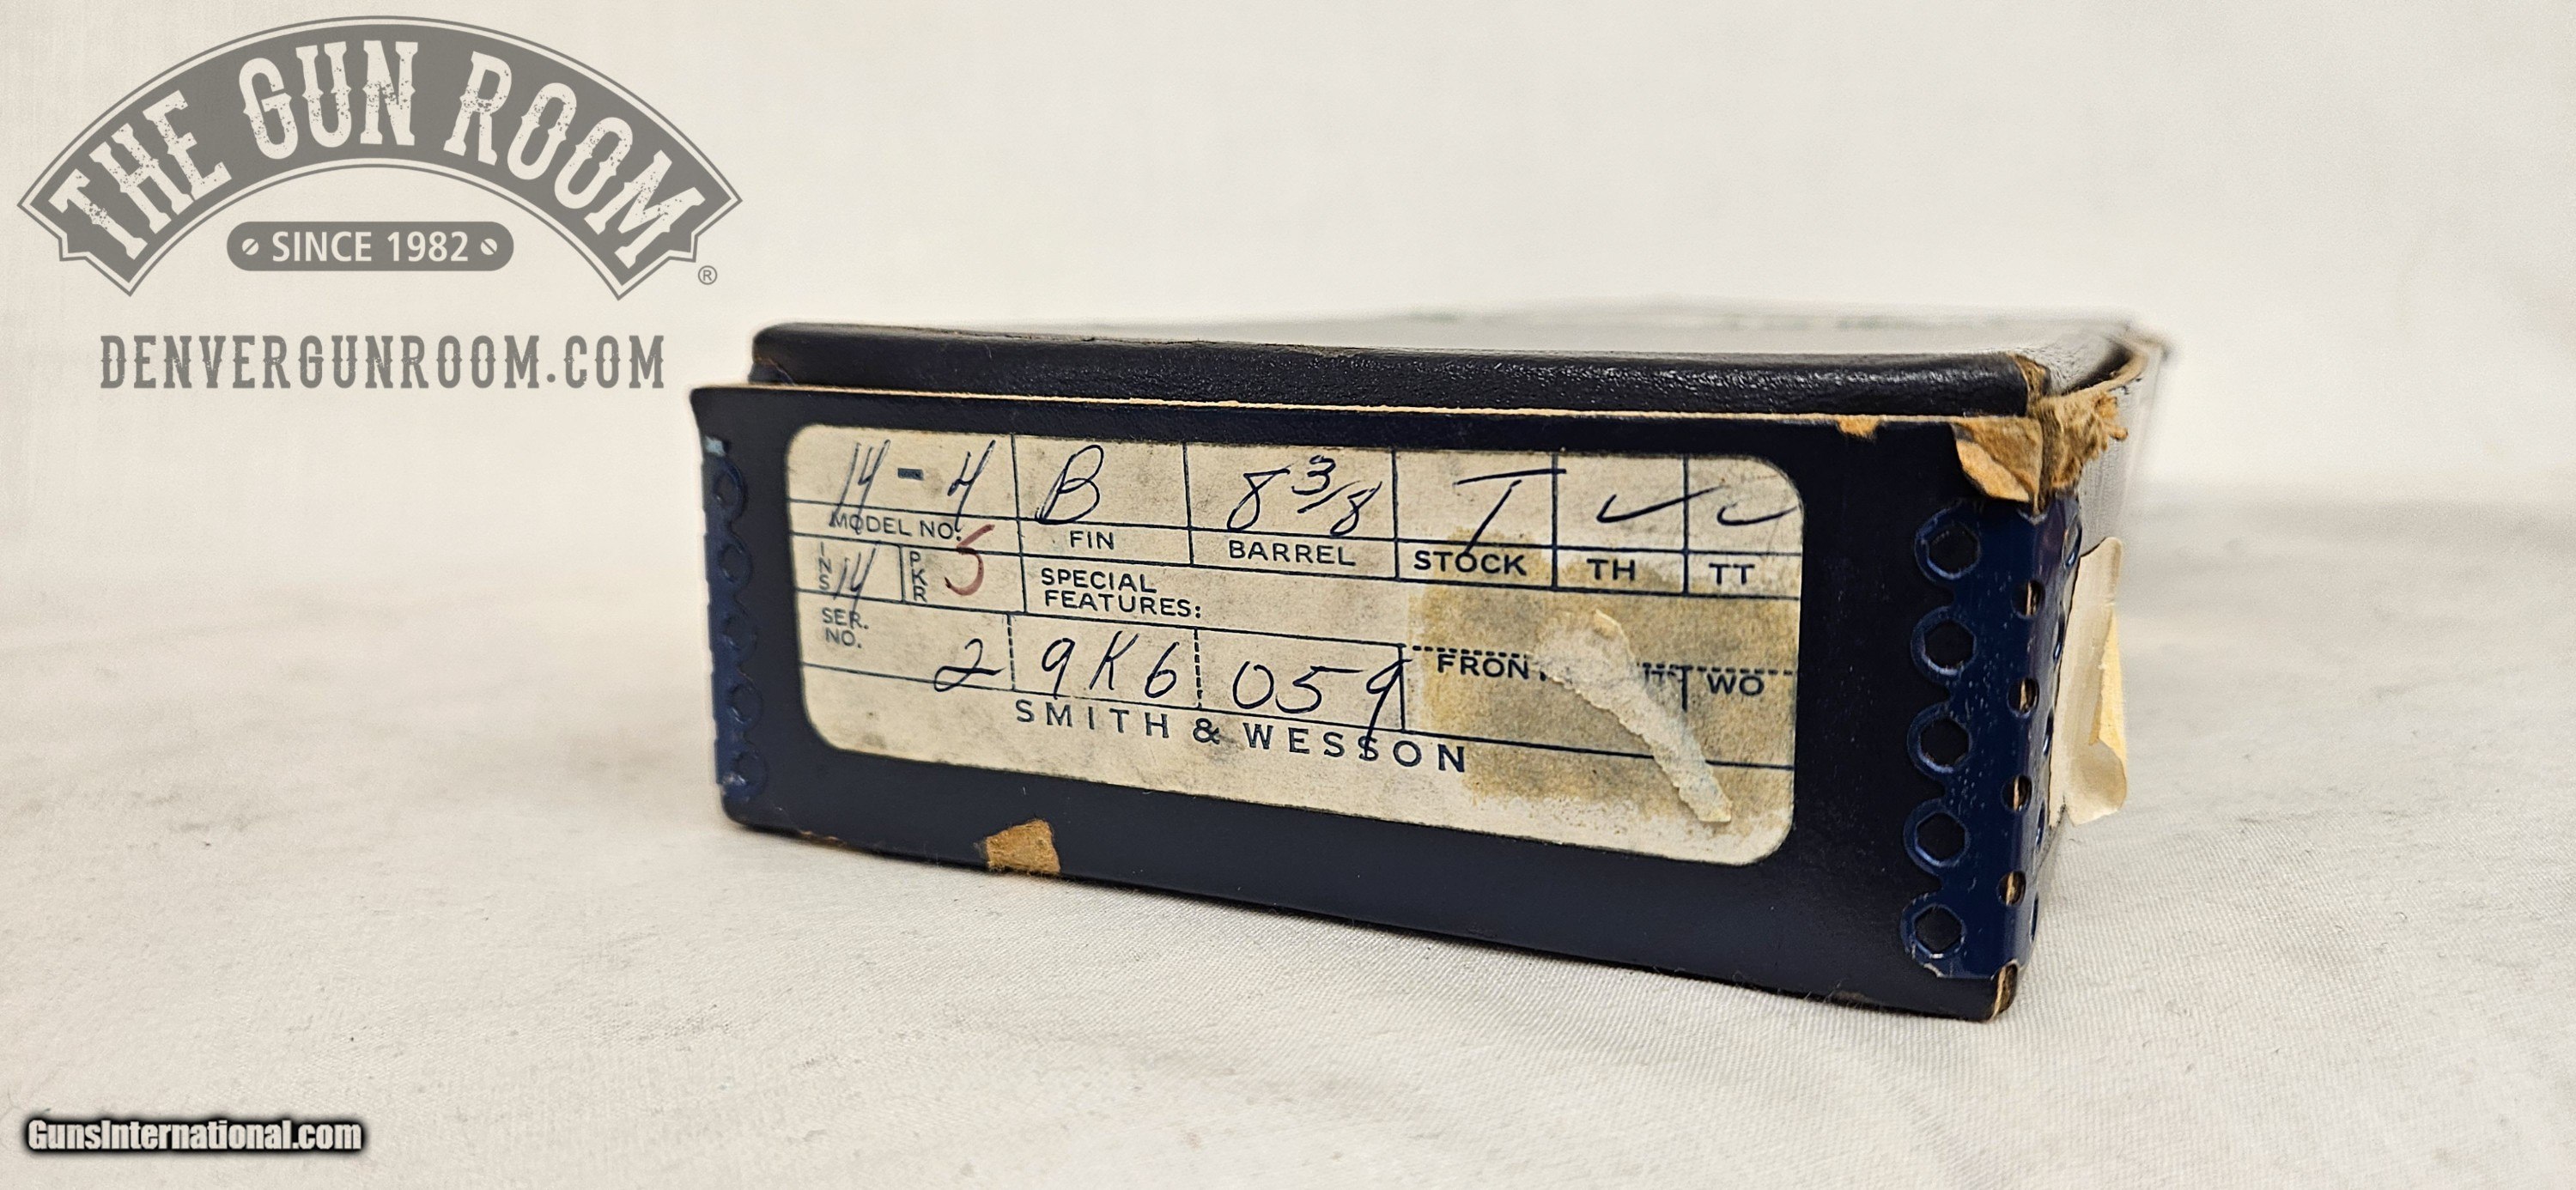 THE GUN ROOM
SINCE 1982
®
DENVERGUNROOM.COM
14-4 B 8 3/8 T ✓ ✓
MODEL NO. FIN BARREL STOCK TH TT
INS 14 PKR 5 SPECIAL
FEATURES:
SER.
NO. 2 9K6 059 TWO
SMITH & WESSON
GunsInternational.com